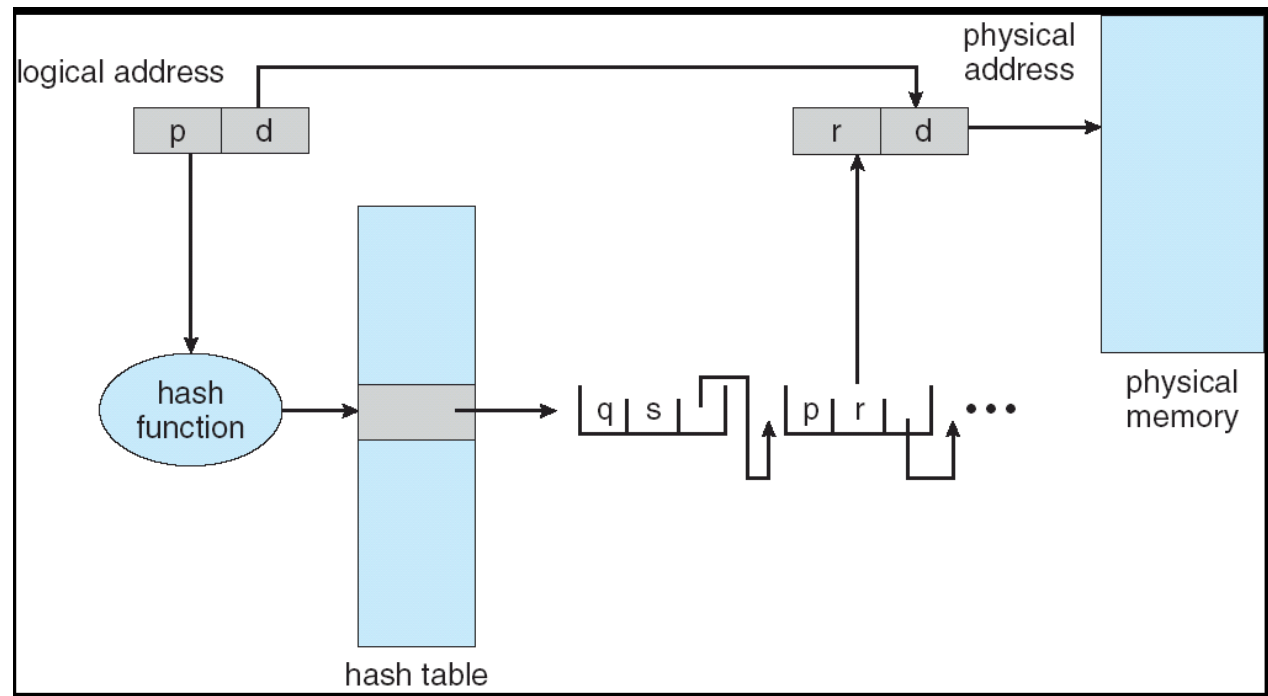 logical address
physical
address
p d
r d
hash
function
q s
p r
•••
physical
memory
hash table